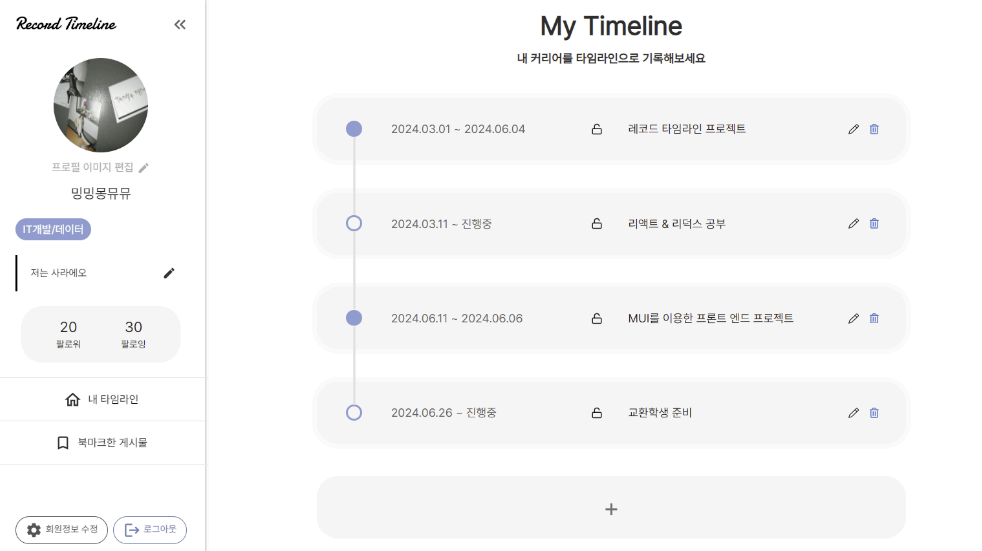 Record Timeline
프로필 이미지 편집
밍밍몽뮤뮤
IT개발/데이터
저는 사라에오
20
30
팔로워
팔로잉
내 타임라인
북마크한 게시물
회원정보 수정
로그아웃
My Timeline
내 커리어를 타임라인으로 기록해보세요
2024.03.01 ~ 2024.06.04
레코드 타임라인 프로젝트
2024.03.11 ~ 진행중
리액트 & 리덕스 공부
2024.06.11 ~ 2024.06.06
MUI를 이용한 프론트 엔드 프로젝트
2024.06.26 ~ 진행중
교환학생 준비
+